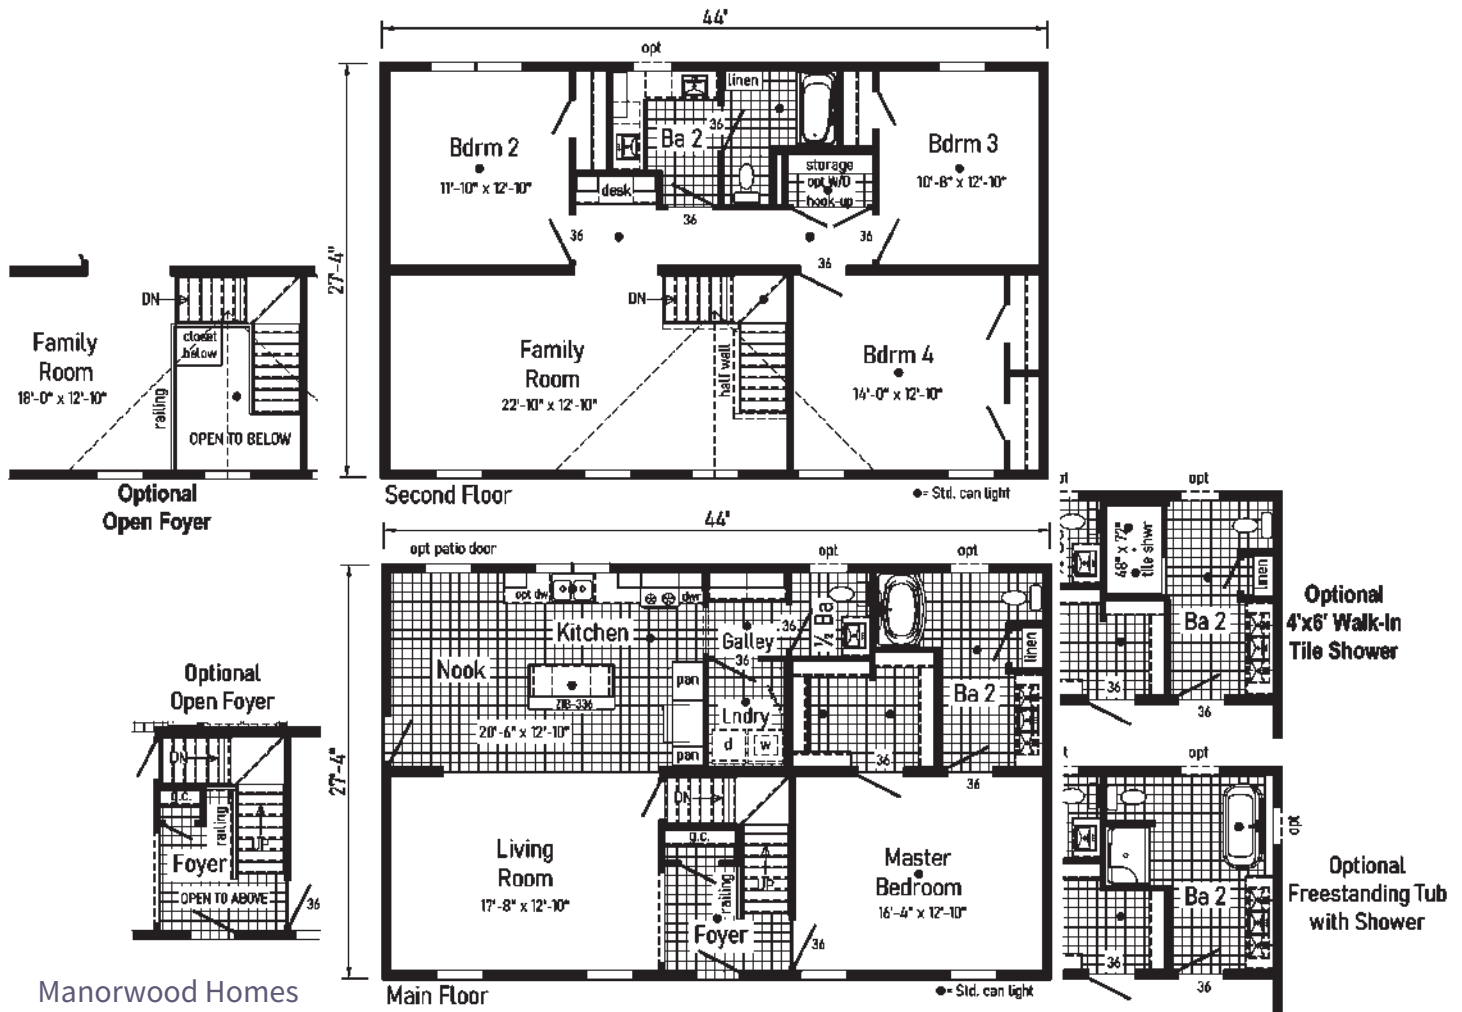 44'
opt
linen
36
Ba 2
Bdrm 2
11'-10" x 12'-10"
Bdrm 3
10'-8" x 12'-10"
storage
opt W/D
hook-up
desk
36
36
36
36
27'-4"
DN
closet
below
Family
Room
18'-0" x 12'-10"
railing
OPEN TO BELOW
Optional
Open Foyer
DN
Family
Room
22'-10" x 12'-10"
half wall
Bdrm 4
14'-0" x 12'-10"
Second Floor
= Std. can light
44'
opt patio door
opt
opt
opt dw
dwr
Kitchen
Galley
36
36
½ Ba
linen
Nook
pan
ZIB-336
20'-6" x 12'-10"
Lndry
d
w
pan
Ba 2
36
36
27'-4"
DN
g.c.
UP
railing
Living
Room
17'-8" x 12'-10"
Foyer
36
Master
Bedroom
16'-4" x 12'-10"
Main Floor
= Std. can light
Optional
Open Foyer
DN
g.c.
railing
UP
Foyer
OPEN TO ABOVE
36
opt
48" x 72"
tile shwr
linen
Ba 2
36
36
Optional
4'x6' Walk-In
Tile Shower
opt
opt
Ba 2
36
36
Optional
Freestanding Tub
with Shower
Manorwood Homes